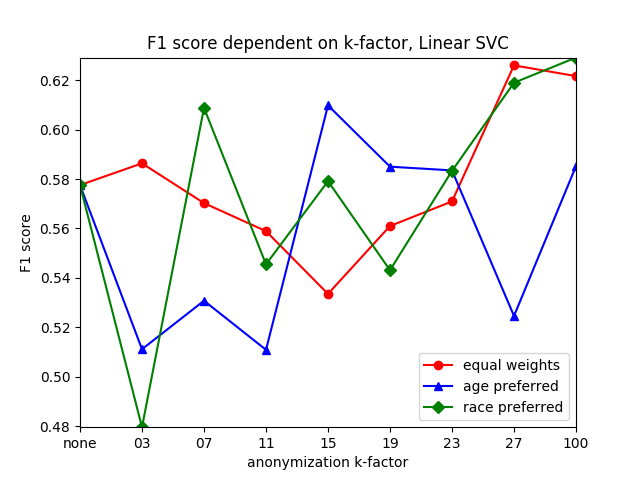 F1 score dependent on k-factor, Linear SVC
F1 score
0.62
0.60
0.58
0.56
0.54
0.52
0.50
0.48
none 03 07 11 15 19 23 27 100
anonymization k-factor
equal weights
age preferred
race preferred